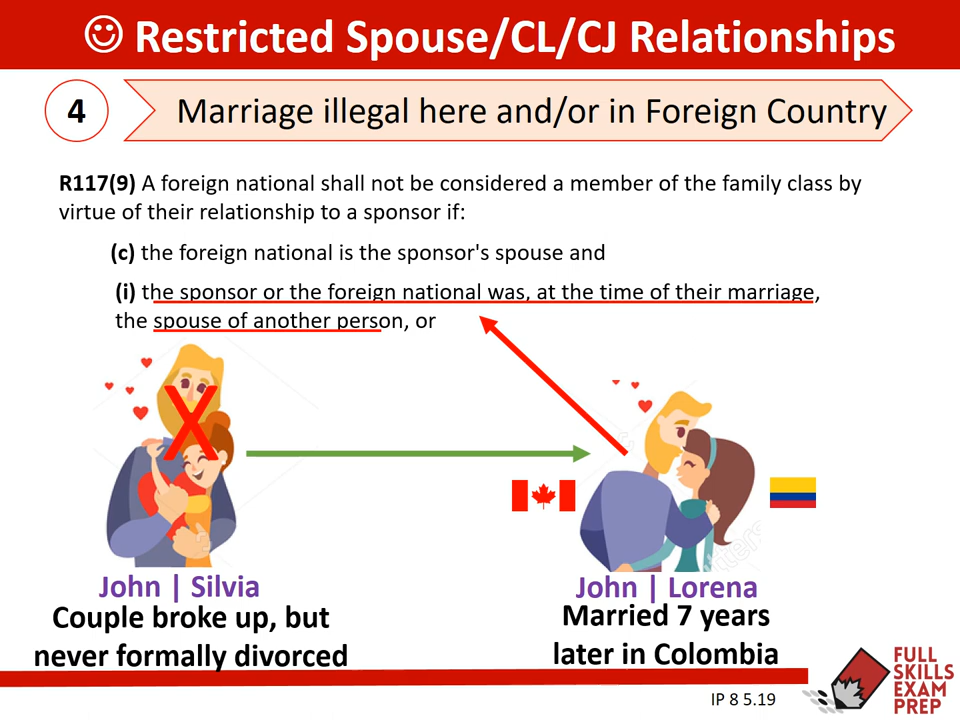 ☺ Restricted Spouse/CL/CJ Relationships
4
Marriage illegal here and/or in Foreign Country
R117(9) A foreign national shall not be considered a member of the family class by
virtue of their relationship to a sponsor if:
(c) the foreign national is the sponsor's spouse and
(i) the sponsor or the foreign national was, at the time of their marriage,
the spouse of another person, or
X
John | Silvia
Couple broke up, but
never formally divorced
John | Lorena
Married 7 years
later in Colombia
IP 8 5.19
FULL
SKILLS
EXAM
PREP